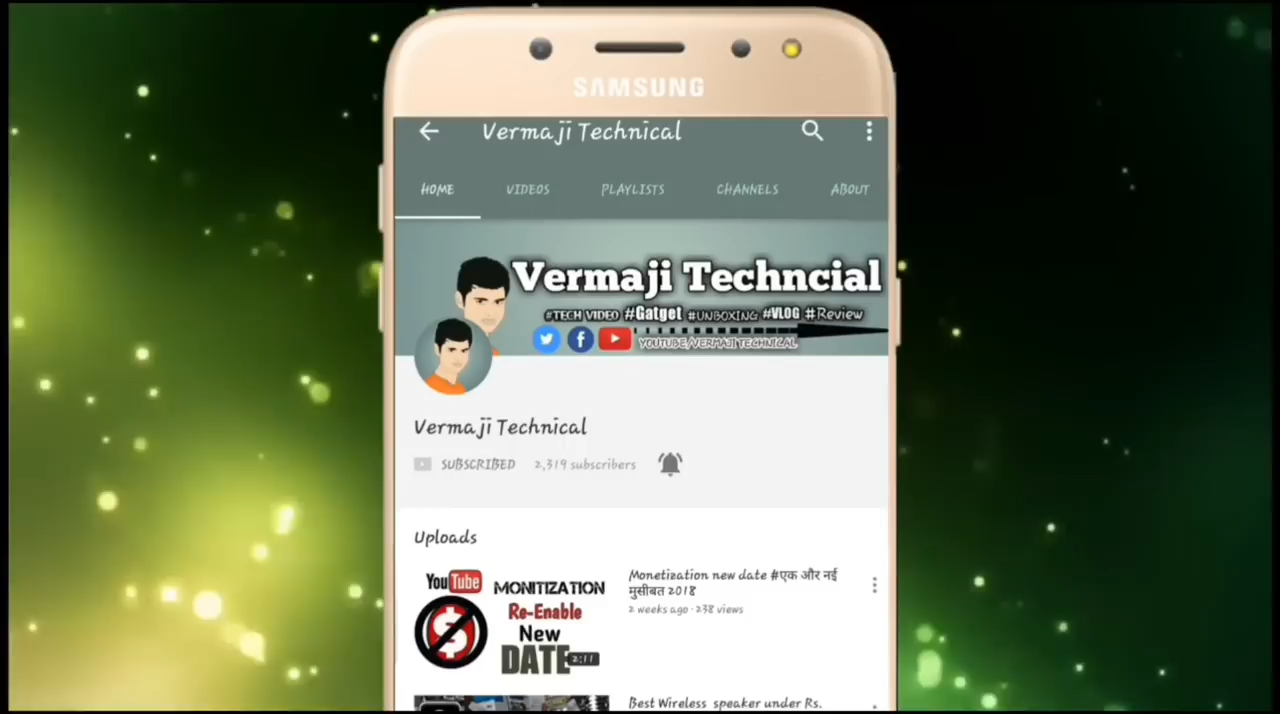 SAMSUNG
Vermaji Technical
HOME VIDEOS PLAYLISTS CHANNELS ABOUT
Vermaji Techncial
#TECH VIDEO #Gatget #UNBOXING #VLOG #Review
YOUTUBE/VERMAJI TECHNICAL
Vermaji Technical
SUBSCRIBED 2,319 subscribers
Uploads
YouTube MONITIZATION
Re-Enable
New
DATE
2:11
Monetization new date #एक और नई
मुसीबत 2018
2 weeks ago · 238 views
Best Wireless speaker under Rs.